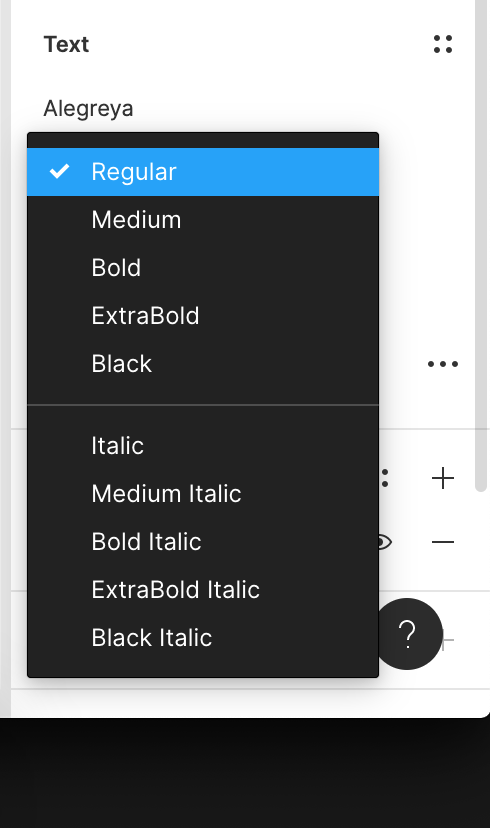 Text
Alegreya
Regular
Medium
Bold
ExtraBold
Black
Italic
Medium Italic
Bold Italic
ExtraBold Italic
Black Italic
?